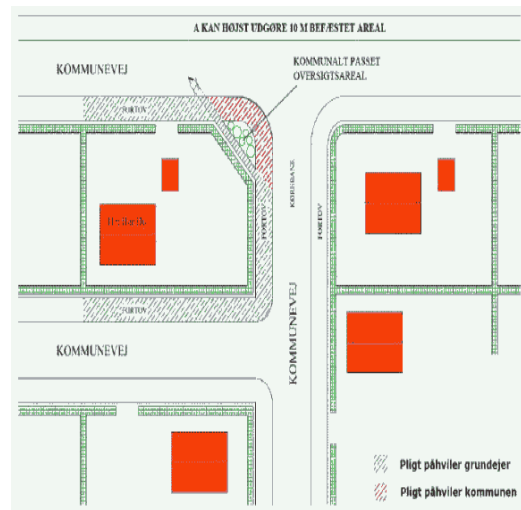 A KAN HØJST UDGØRE 10 M BEFÆSTET AREAL
KOMMUNEVEJ
KOMMUNALT PASSET
OVERSIGTSAREAL
FORTOV
KØREBANE
FORTOV
FORTOV
FORTOV
KOMMUNEVEJ
KOMMUNEVEJ
Pligt påhviler grundejer
Pligt påhviler kommunen